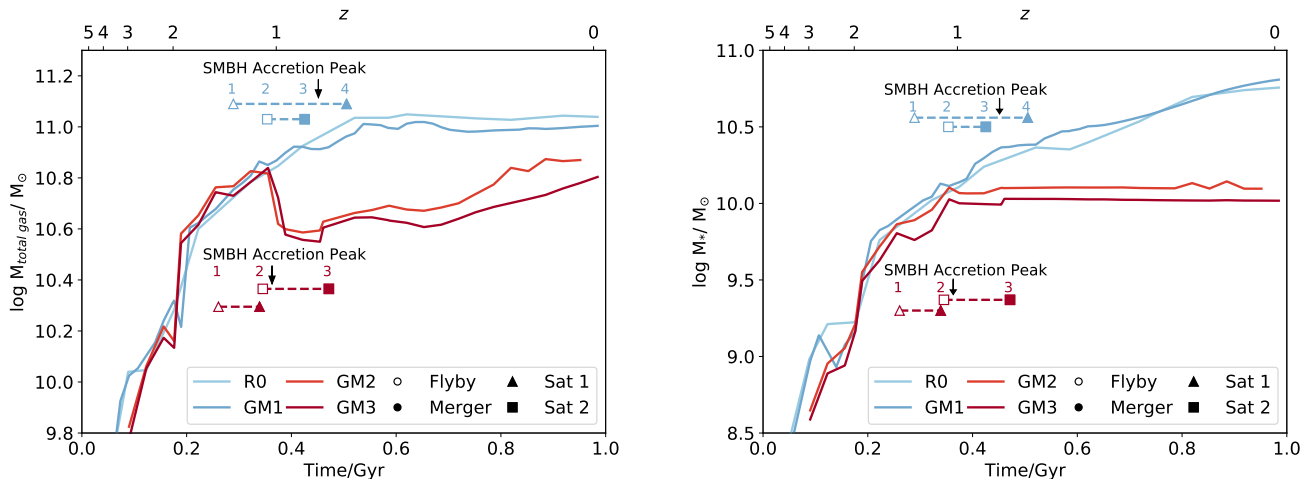 z
5 4 3 2 1 0
11.2
11.0
10.8
10.6
10.4
10.2
10.0
9.8
log M_total gas/ M⊙
SMBH Accretion Peak
1 2 3 4
SMBH Accretion Peak
1 2 3
R0 GM2 Flyby Sat 1
GM1 GM3 Merger Sat 2
0.0 0.2 0.4 0.6 0.8 1.0
Time/Gyr
z
5 4 3 2 1 0
11.0
10.5
10.0
9.5
9.0
8.5
log M_*/ M⊙
SMBH Accretion Peak
1 2 3 4
SMBH Accretion Peak
1 2 3
R0 GM2 Flyby Sat 1
GM1 GM3 Merger Sat 2
0.0 0.2 0.4 0.6 0.8 1.0
Time/Gyr